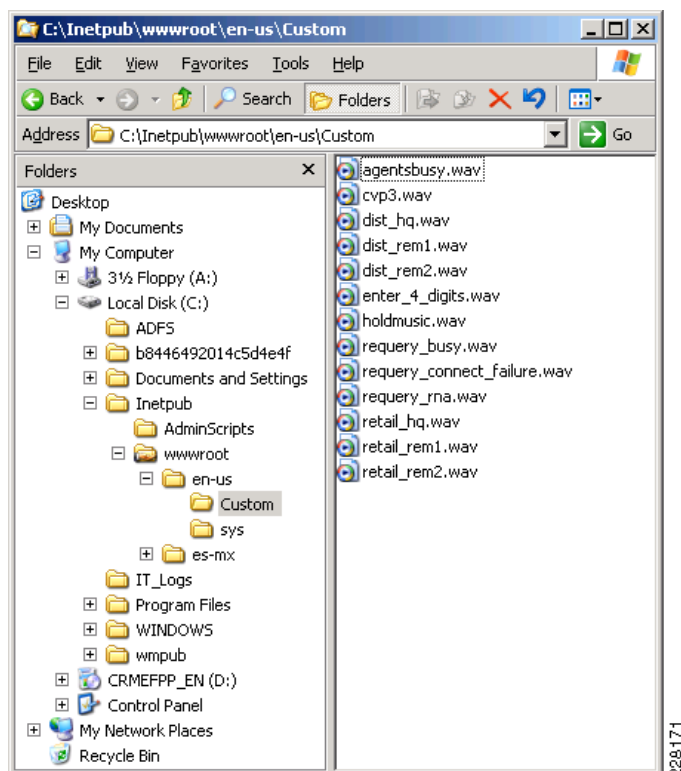 C:\Inetpub\wwwroot\en-us\Custom
File Edit View Favorites Tools Help
Back Search Folders
Address C:\Inetpub\wwwroot\en-us\Custom Go
Folders
Desktop
My Documents
My Computer
3½ Floppy (A:)
Local Disk (C:)
ADFS
b8446492014c5d4e4f
Documents and Settings
Inetpub
AdminScripts
wwwroot
en-us
Custom
sys
es-mx
IT_Logs
Program Files
WINDOWS
wmpub
CRMEFPP_EN (D:)
Control Panel
My Network Places
Recycle Bin
agentsbusy.wav
cvp3.wav
dist_hq.wav
dist_rem1.wav
dist_rem2.wav
enter_4_digits.wav
holdmusic.wav
requery_busy.wav
requery_connect_failure.wav
requery_rna.wav
retail_hq.wav
retail_rem1.wav
retail_rem2.wav
228171